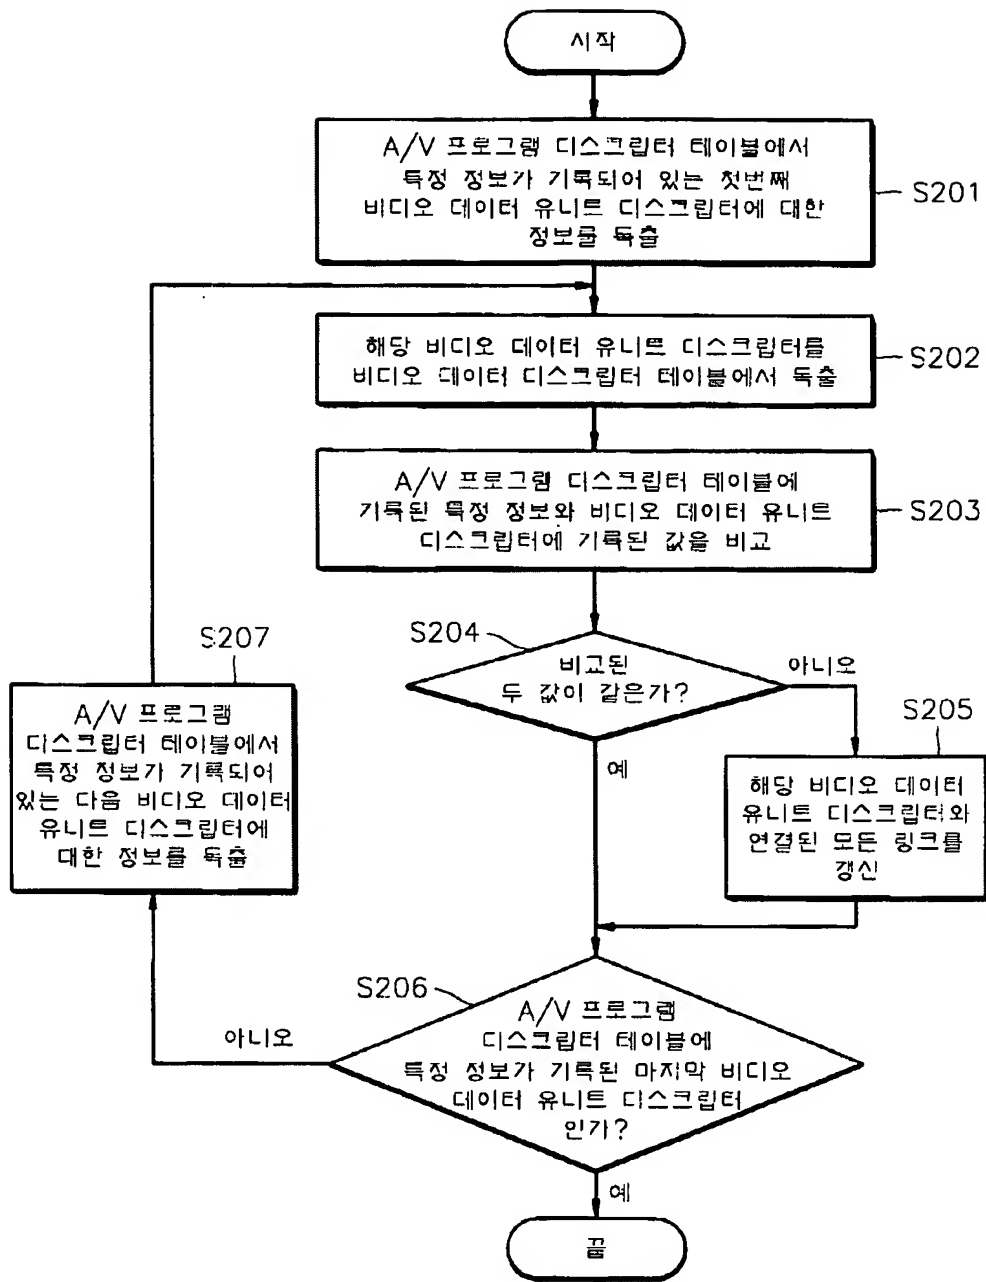 시작
A/V 프로그램 디스크립터 테이블에서
특정 정보가 기록되어 있는 첫번째
비디오 데이터 유니트 디스크립터에 대한
정보를 독출
S201
해당 비디오 데이터 유니트 디스크립터를
비디오 데이터 디스크립터 테이블에서 독출
S202
A/V 프로그램 디스크립터 테이블에
기록된 특정 정보와 비디오 데이터 유니트
디스크립터에 기록된 값을 비교
S203
S204
비교된
두 값이 같은가?
아니오
예
S205
해당 비디오 데이터
유니트 디스크립터와
연결된 모든 링크를
갱신
S207
A/V 프로그램
디스크립터 테이블에서
특정 정보가 기록되어
있는 다음 비디오 데이터
유니트 디스크립터에
대한 정보를 독출
S206
A/V 프로그램
디스크립터 테이블에
특정 정보가 기록된 마지막 비디오
데이터 유니트 디스크립터
인가?
아니오
예
끝